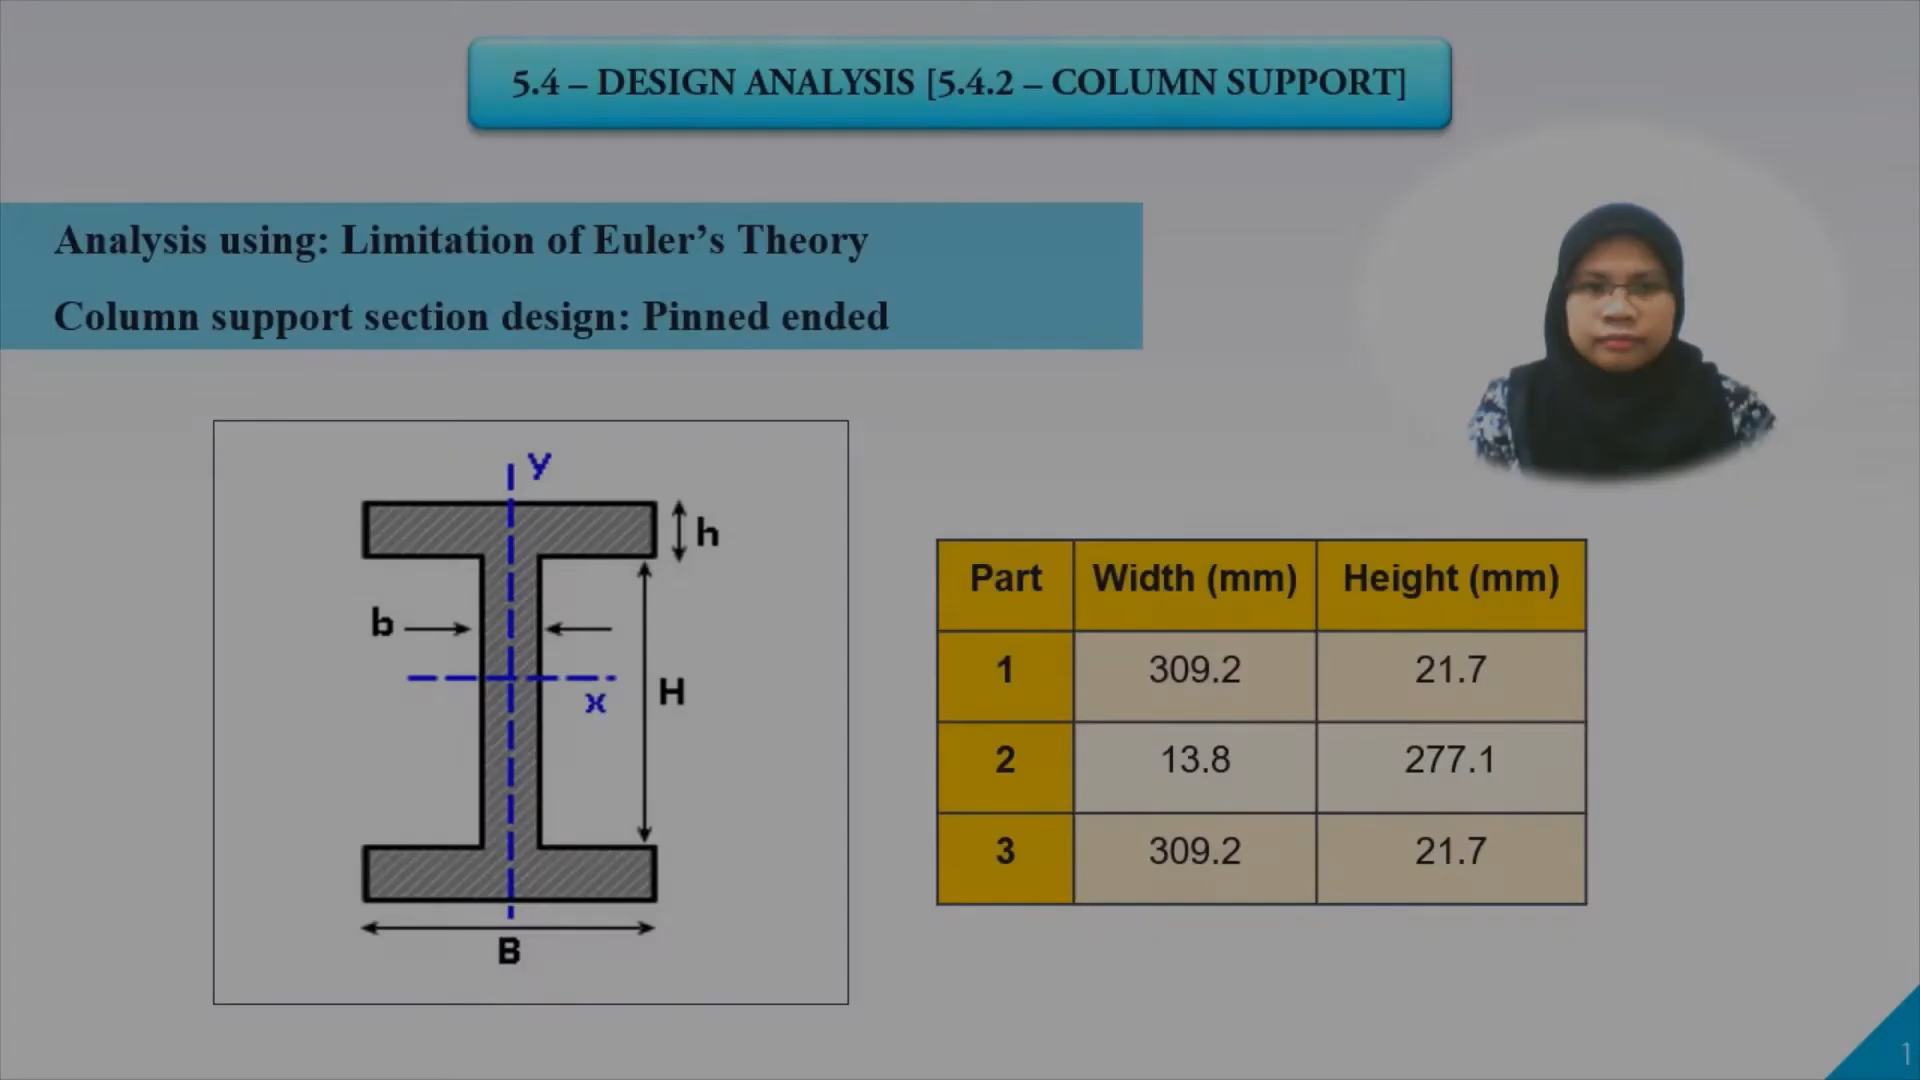 5.4 – DESIGN ANALYSIS [5.4.2 – COLUMN SUPPORT]
Analysis using: Limitation of Euler’s Theory
Column support section design: Pinned ended
y
h
b
H
x
B
Part Width (mm) Height (mm)
1 309.2 21.7
2 13.8 277.1
3 309.2 21.7
1